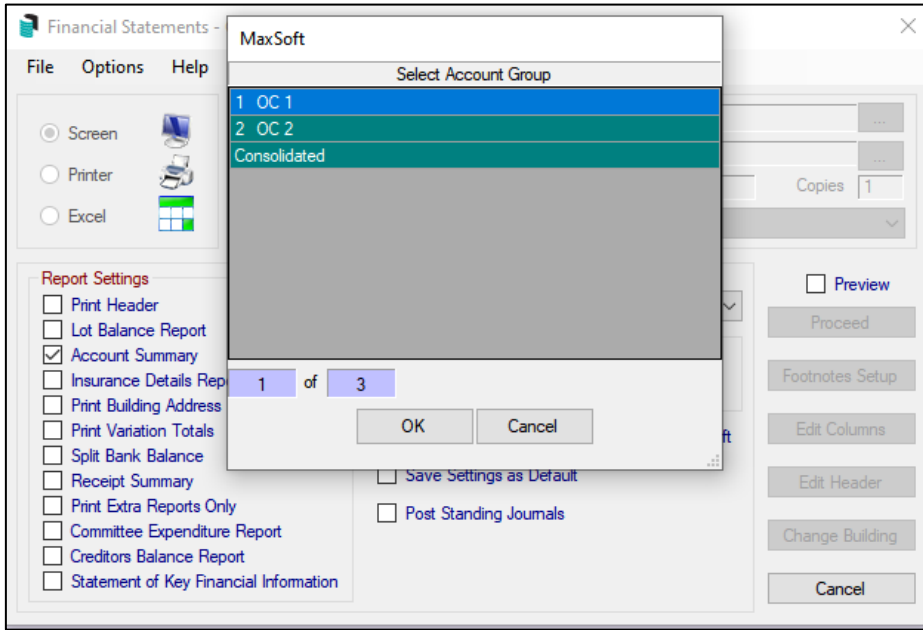 Financial Statements -
File Options Help
Screen
Printer
Excel
Copies 1
MaxSoft
Select Account Group
1 OC 1
2 OC 2
Consolidated
1 of 3
OK Cancel
Report Settings
Print Header
Lot Balance Report
Account Summary
Insurance Details Rep
Print Building Address
Print Variation Totals
Split Bank Balance
Receipt Summary
Print Extra Reports Only
Committee Expenditure Report
Creditors Balance Report
Statement of Key Financial Information
ft
Save Settings as Default
Post Standing Journals
Preview
Proceed
Footnotes Setup
Edit Columns
Edit Header
Change Building
Cancel